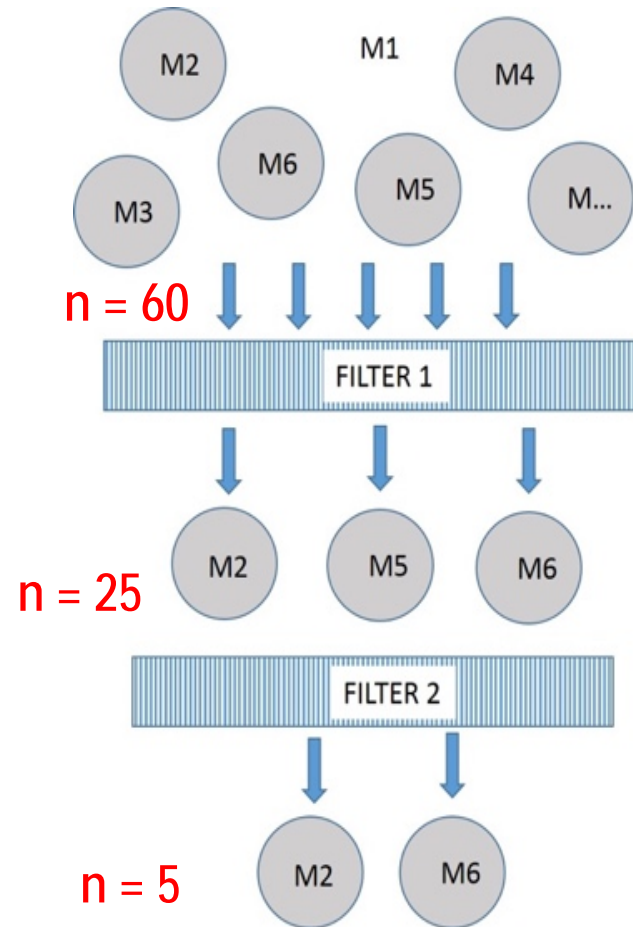 M2
M1
M4
M6
M5
M3
M...
n = 60
FILTER 1
M2
M5
M6
n = 25
FILTER 2
M2
M6
n = 5